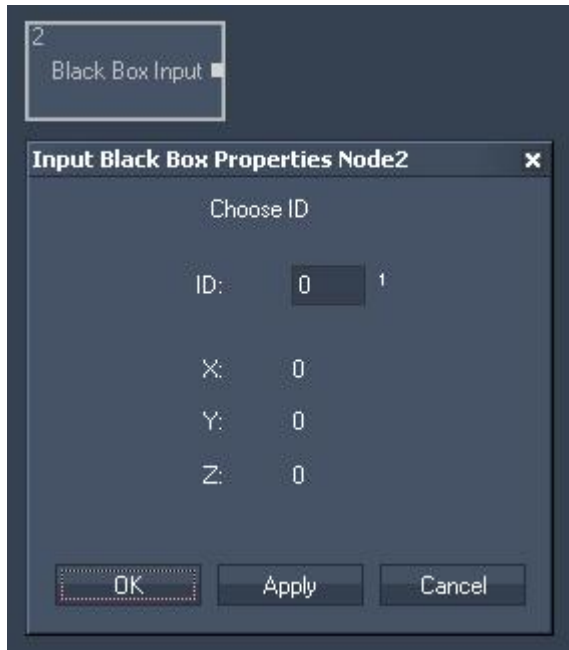 2
Black Box Input
Input Black Box Properties Node2 x
Choose ID
ID: 0 1
X: 0
Y: 0
Z: 0
OK Apply Cancel